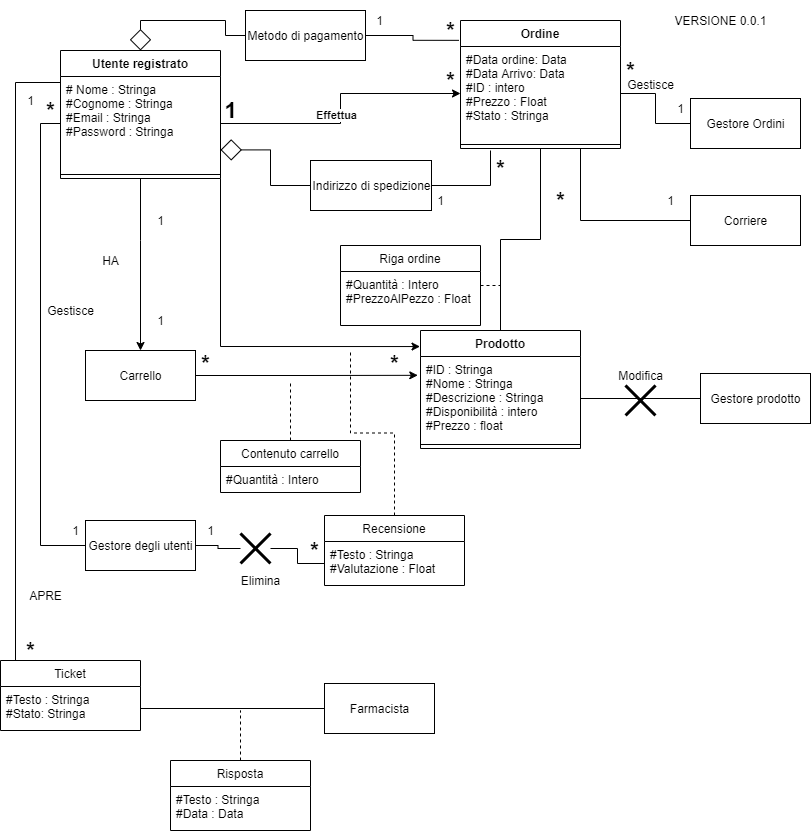 VERSIONE 0.0.1
Metodo di pagamento
1
*
Ordine
#Data ordine: Data
#Data Arrivo: Data
#ID : intero
#Prezzo : Float
#Stato : Stringa
*
Gestisce
1
Gestore Ordini
Utente registrato
# Nome : Stringa
#Cognome : Stringa
#Email : Stringa
#Password : Stringa
1
*
1
Effettua
*
Indirizzo di spedizione
1
*
*
1
Corriere
1
HA
1
Gestisce
Riga ordine
#Quantità : Intero
#PrezzoAlPezzo : Float
Carrello
*
*
Prodotto
#ID : Stringa
#Nome : Stringa
#Descrizione : Stringa
#Disponibilità : intero
#Prezzo : float
Modifica
Gestore prodotto
Contenuto carrello
#Quantità : Intero
1
Gestore degli utenti
1
Elimina
*
Recensione
#Testo : Stringa
#Valutazione : Float
APRE
*
Ticket
#Testo : Stringa
#Stato: Stringa
Farmacista
Risposta
#Testo : Stringa
#Data : Data